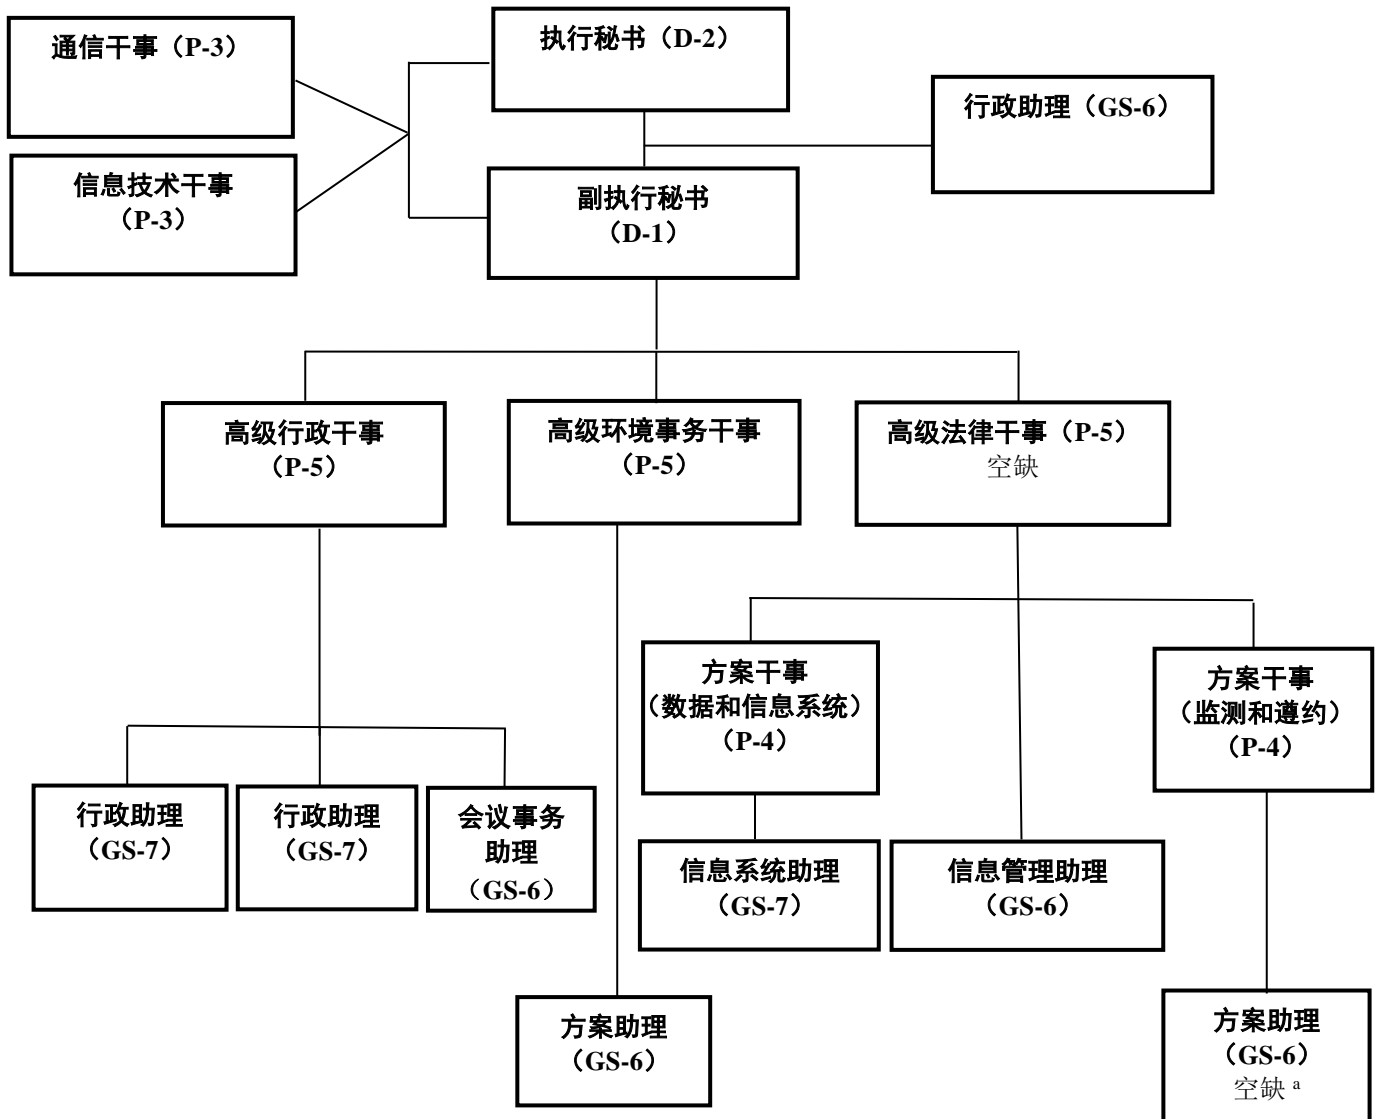 通信干事（P-3）
执行秘书（D-2）
行政助理（GS-6）
信息技术干事
（P-3）
副执行秘书
（D-1）
高级行政干事
（P-5）
高级环境事务干事
（P-5）
高级法律干事（P-5）
空缺
方案干事
（数据和信息系统）
（P-4）
方案干事
（监测和遵约）
（P-4）
行政助理
（GS-7）
行政助理
（GS-7）
会议事务
助理
（GS-6）
信息系统助理
（GS-7）
信息管理助理
（GS-6）
方案助理
（GS-6）
方案助理
（GS-6）
空缺 a